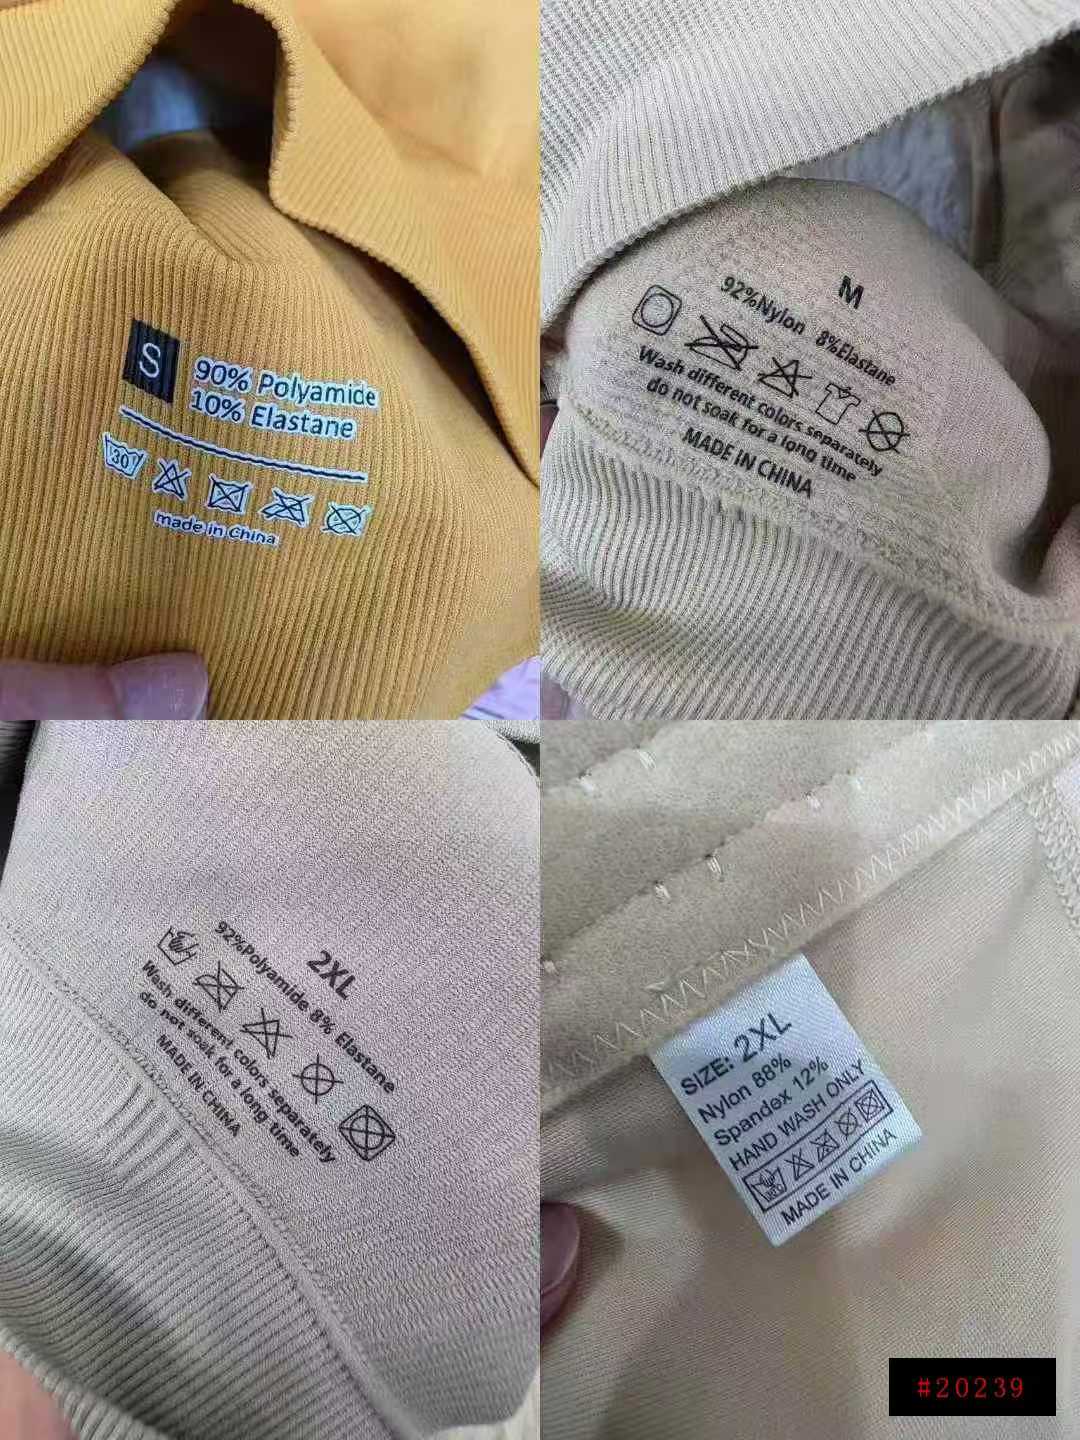 S
90% Polyamide
10% Elastane
30°
made in China
M
92%Nylon 8%Elastane
Wash different colors separately
do not soak for a long time
MADE IN CHINA
2XL
92%Polyamide 8% Elastane
Wash different colors separately
do not soak for a long time
MADE IN CHINA
SIZE: 2XL
Nylon 88%
Spandex 12%
HAND WASH ONLY
MADE IN CHINA
#20239